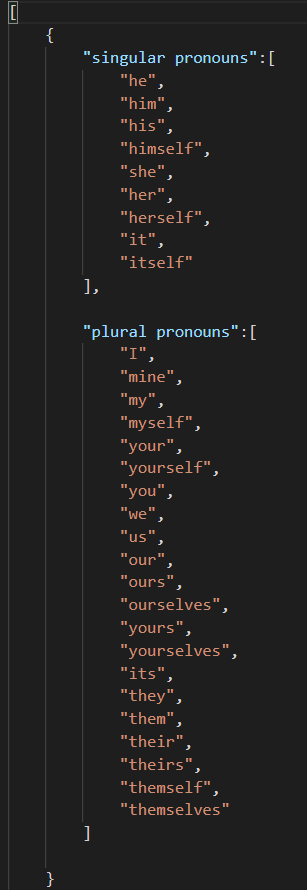 [
{
"singular pronouns":[
"he",
"him",
"his",
"himself",
"she",
"her",
"herself",
"it",
"itself"
],
"plural pronouns":[
"I",
"mine",
"my",
"myself",
"your",
"yourself",
"you",
"we",
"us",
"our",
"ours",
"ourselves",
"yours",
"yourselves",
"its",
"they",
"them",
"their",
"theirs",
"themself",
"themselves"
]
}